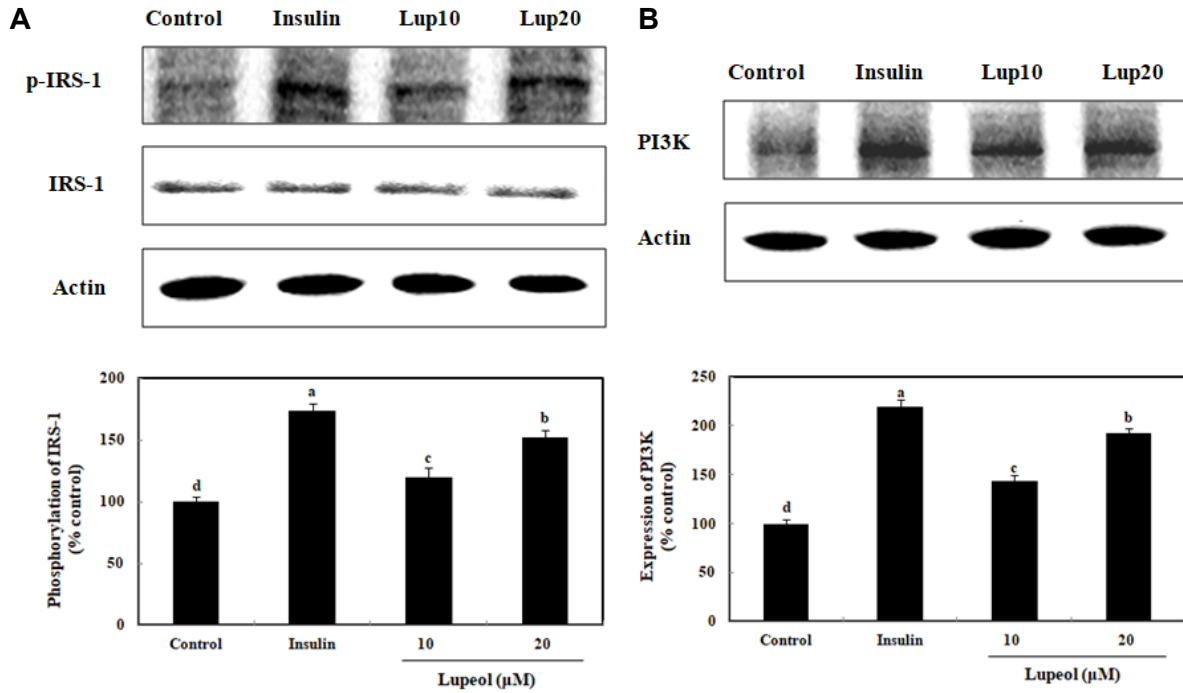 A
Control Insulin Lup10 Lup20
p-IRS-1
IRS-1
Actin
Phosphorylation of IRS-1
(% control)
200
150
100
50
0
d
a
c
b
Control Insulin 10 20
Lupeol (μM)
B
Control Insulin Lup10 Lup20
PI3K
Actin
Expression of PI3K
(% control)
250
200
150
100
50
0
d
a
c
b
Control Insulin 10 20
Lupeol (μM)